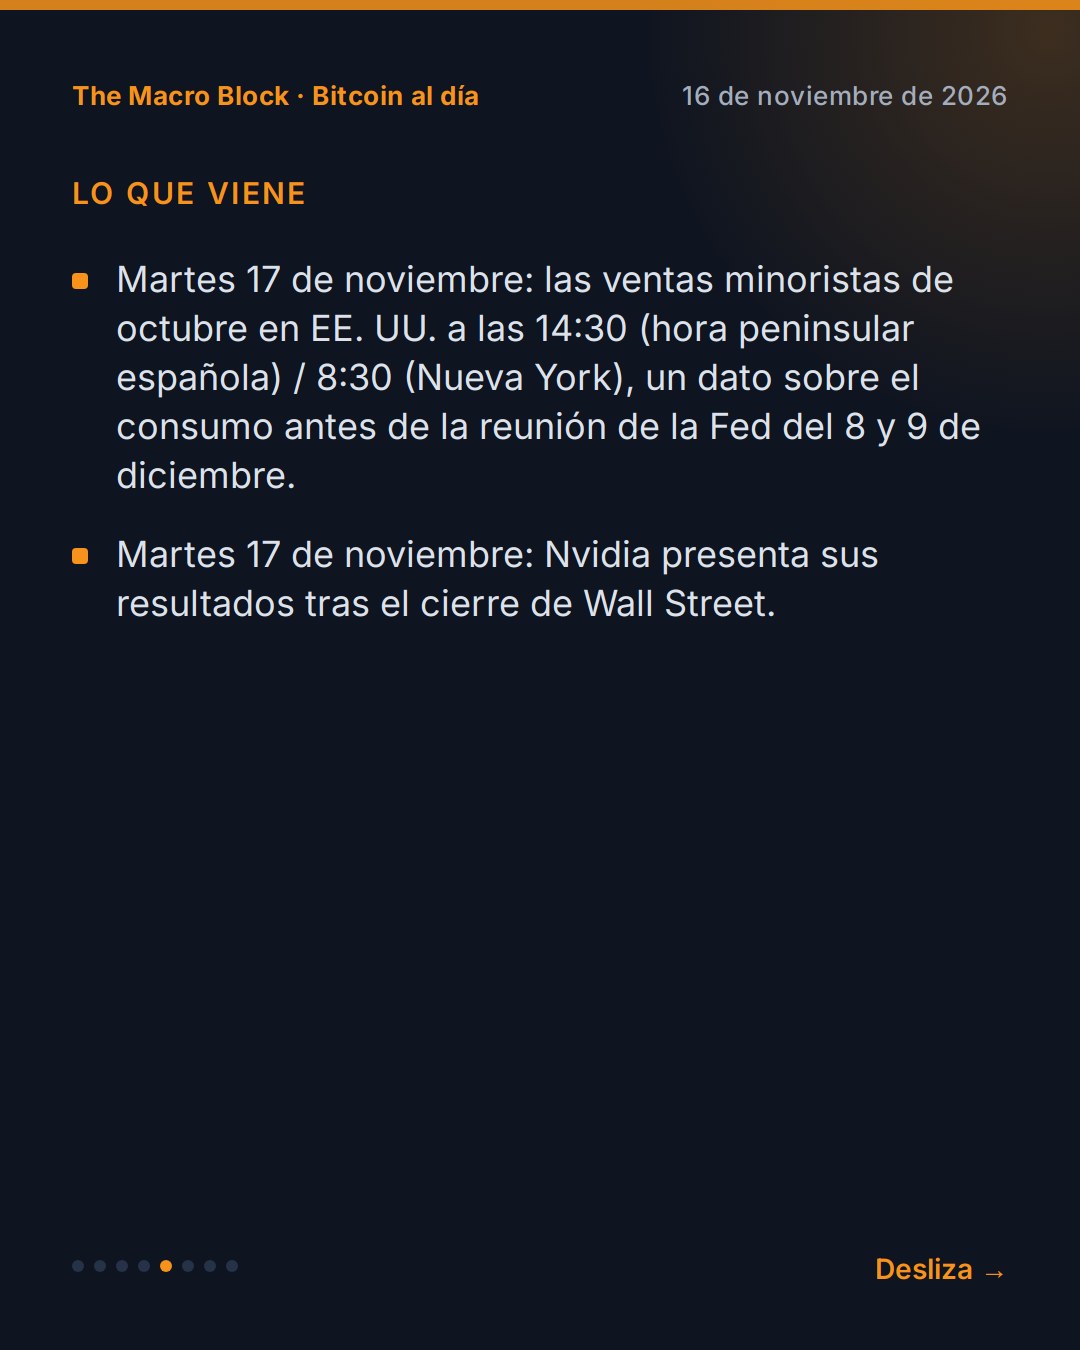 The Macro Block · Bitcoin al día
16 de noviembre de 2026
LO QUE VIENE
Martes 17 de noviembre: las ventas minoristas de
octubre en EE. UU. a las 14:30 (hora peninsular
española) / 8:30 (Nueva York), un dato sobre el
consumo antes de la reunión de la Fed del 8 y 9 de
diciembre.
Martes 17 de noviembre: Nvidia presenta sus
resultados tras el cierre de Wall Street.
Desliza →